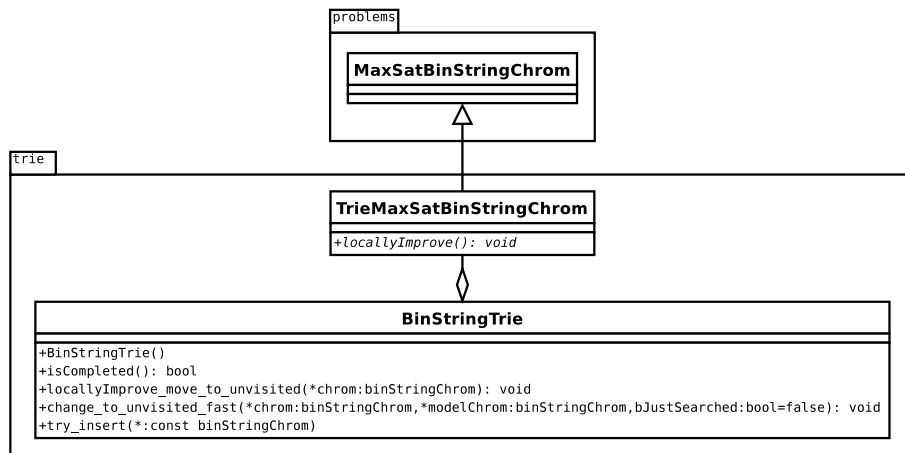 problems
MaxSatBinStringChrom
trie
TrieMaxSatBinStringChrom
+locallyImprove(): void
BinStringTrie
+BinStringTrie()
+isCompleted(): bool
+locallyImprove_move_to_unvisited(*chrom:binStringChrom): void
+change_to_unvisited_fast(*chrom:binStringChrom,*modelChrom:binStringChrom,bJustSearched:bool=false): void
+try_insert(*:const binStringChrom)